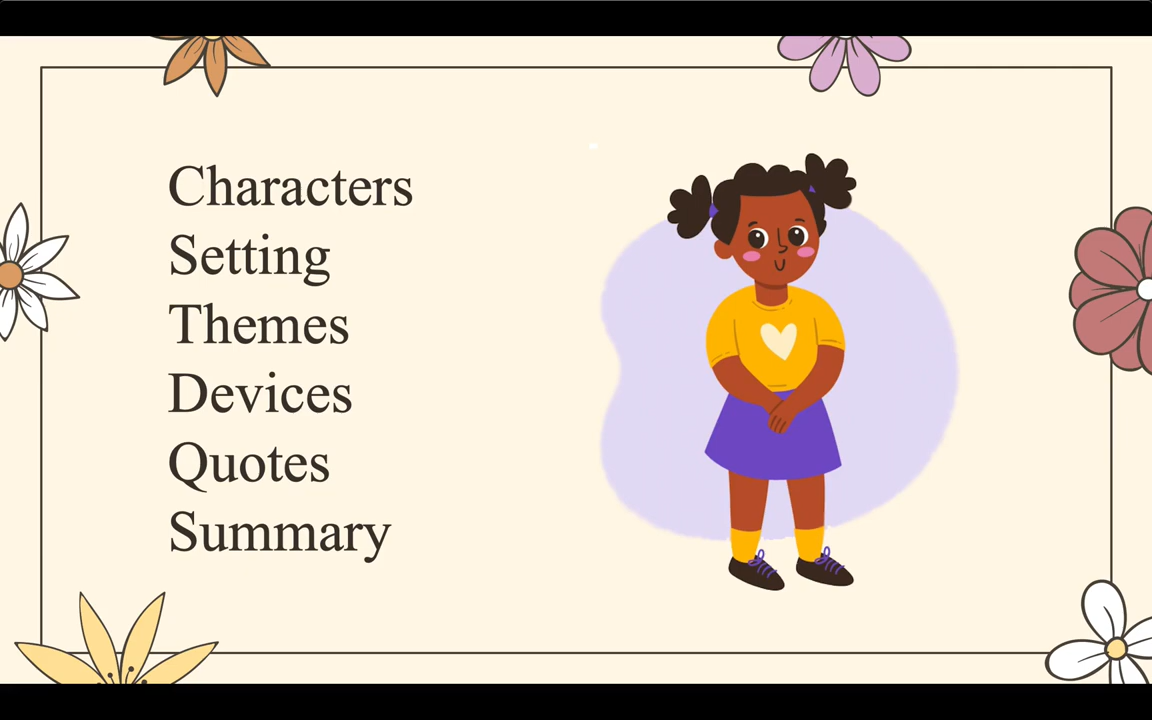 Characters
Setting
Themes
Devices
Quotes
Summary